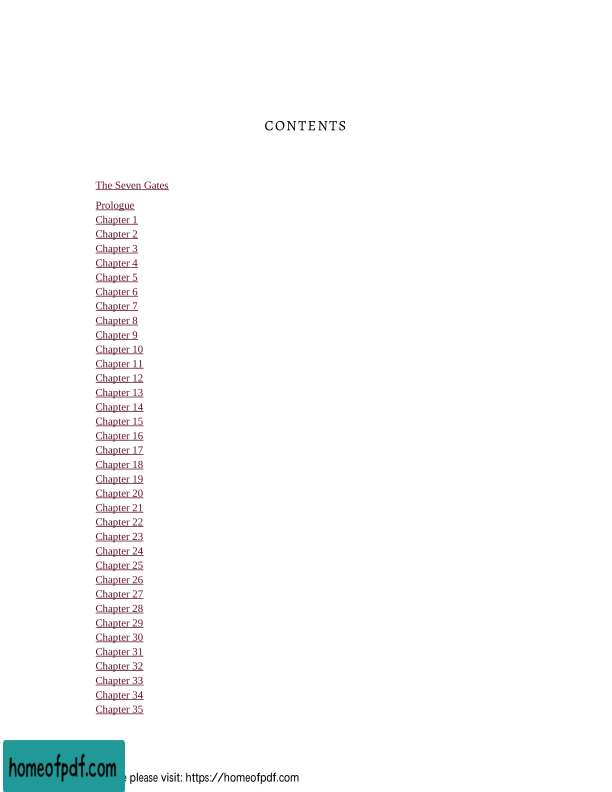 CONTENTS
The Seven Gates
Prologue
Chapter 1
Chapter 2
Chapter 3
Chapter 4
Chapter 5
Chapter 6
Chapter 7
Chapter 8
Chapter 9
Chapter 10
Chapter 11
Chapter 12
Chapter 13
Chapter 14
Chapter 15
Chapter 16
Chapter 17
Chapter 18
Chapter 19
Chapter 20
Chapter 21
Chapter 22
Chapter 23
Chapter 24
Chapter 25
Chapter 26
Chapter 27
Chapter 28
Chapter 29
Chapter 30
Chapter 31
Chapter 32
Chapter 33
Chapter 34
Chapter 35
homeofpdf.com
please visit: https://homeofpdf.com